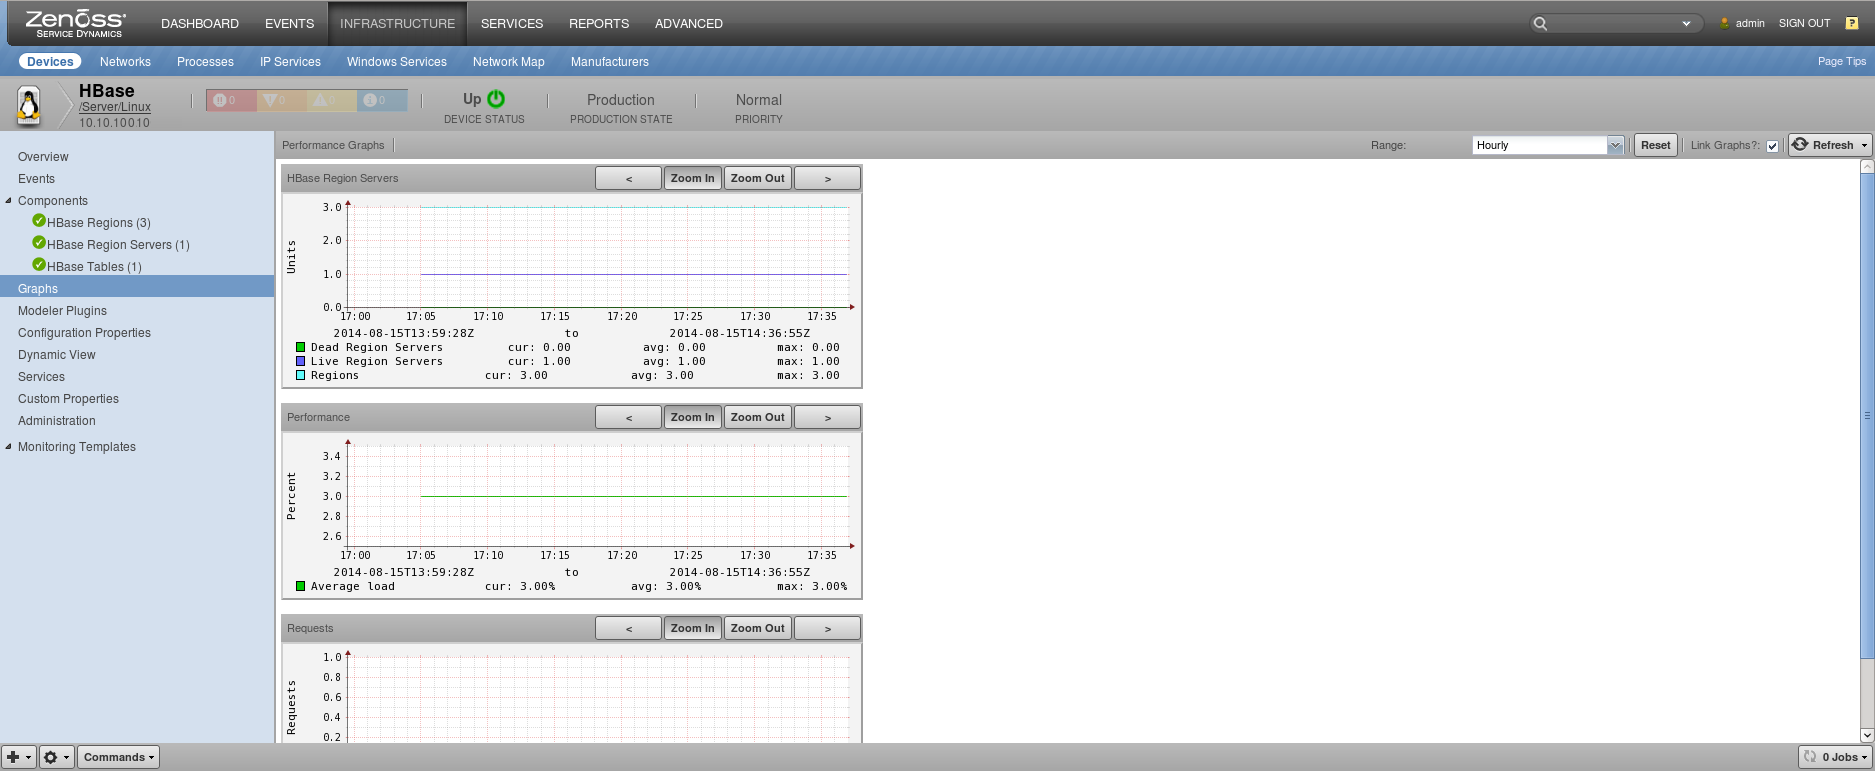 Zenoss
SERVICE DYNAMICS
DASHBOARD EVENTS INFRASTRUCTURE SERVICES REPORTS ADVANCED
admin SIGN OUT ?
Devices Networks Processes IP Services Windows Services Network Map Manufacturers Page Tips
HBase
/Server/Linux
10.10.10010
0 0 0 0
Up
DEVICE STATUS
Production
PRODUCTION STATE
Normal
PRIORITY
Overview
Events
Components
HBase Regions (3)
HBase Region Servers (1)
HBase Tables (1)
Graphs
Modeler Plugins
Configuration Properties
Dynamic View
Services
Custom Properties
Administration
Monitoring Templates
Performance Graphs Range: Hourly Reset Link Graphs?: Refresh
HBase Region Servers < Zoom In Zoom Out >
Units
3.0
2.0
1.0
0.0
17:00 17:05 17:10 17:15 17:20 17:25 17:30 17:35
2014-08-15T13:59:28Z to 2014-08-15T14:36:55Z
Dead Region Servers cur: 0.00 avg: 0.00 max: 0.00
Live Region Servers cur: 1.00 avg: 1.00 max: 1.00
Regions cur: 3.00 avg: 3.00 max: 3.00
Performance < Zoom In Zoom Out >
Percent
3.4
3.2
3.0
2.8
2.6
17:00 17:05 17:10 17:15 17:20 17:25 17:30 17:35
2014-08-15T13:59:28Z to 2014-08-15T14:36:55Z
Average load cur: 3.00% avg: 3.00% max: 3.00%
Requests < Zoom In Zoom Out >
Requests
1.0
0.8
0.6
0.4
0.2
Commands 0 Jobs